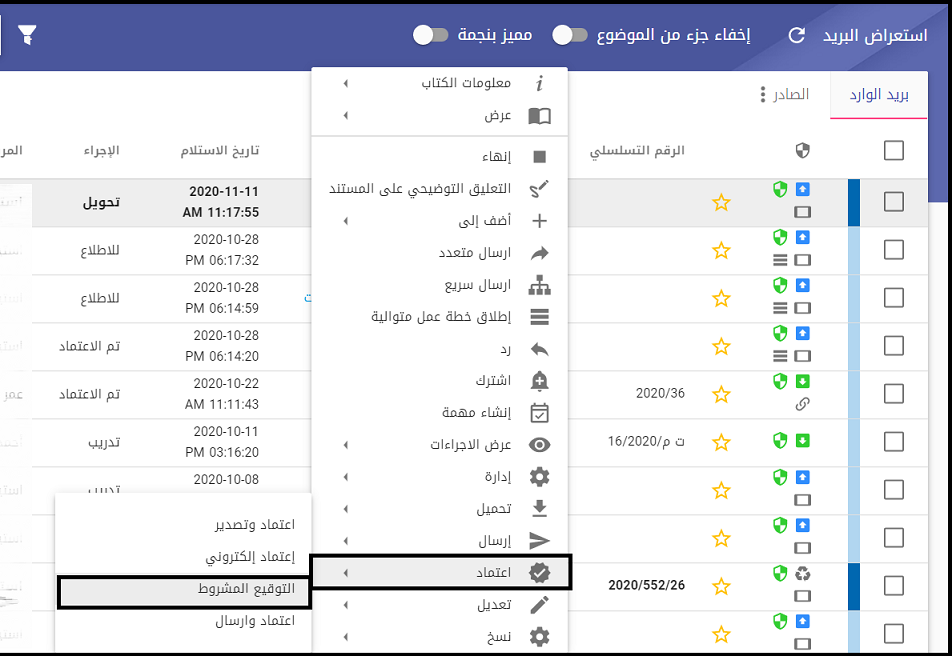 استعراض البريد
إخفاء جزء من الموضوع
مميز بنجمة
بريد الوارد
الصادر
الرقم التسلسلي
تاريخ الاستلام
الإجراء
2020-11-11
11:17:55 AM
تحويل
2020-10-28
06:17:32 PM
للاطلاع
2020-10-28
06:14:59 PM
للاطلاع
2020-10-28
06:14:20 PM
تم الاعتماد
2020/36
2020-10-22
11:11:43 AM
تم الاعتماد
عمر
ت م/16/2020
2020-10-11
03:16:20 PM
تدريب
2020-10-08
تدريب
2020/552/26
معلومات الكتاب
عرض
إنهاء
التعليق التوضيحي على المستند
أضف إلى
ارسال متعدد
ارسال سريع
إطلاق خطة عمل متوالية
رد
اشترك
إنشاء مهمة
عرض الاجراءات
إدارة
تحميل
إرسال
اعتماد
تعديل
نسخ
اعتماد وتصدير
إعتماد إلكتروني
التوقيع المشروط
اعتماد وارسال